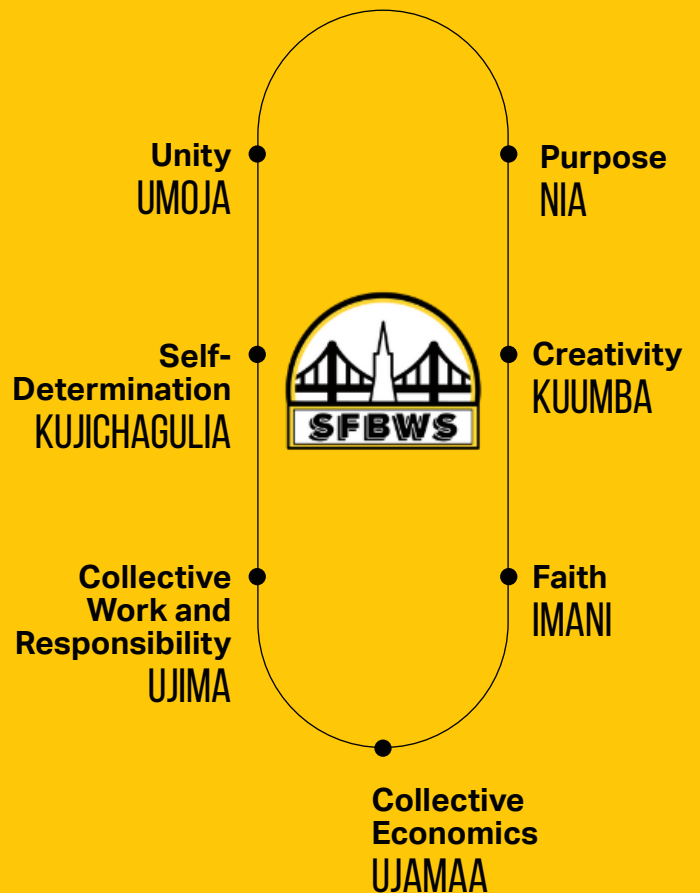 Unity
UMOJA
Self-
Determination
KUJICHAGULIA
Collective
Work and
Responsibility
UJIMA
Purpose
NIA
Creativity
KUUMBA
Faith
IMANI
SFBWS
Collective
Economics
UJAMAA